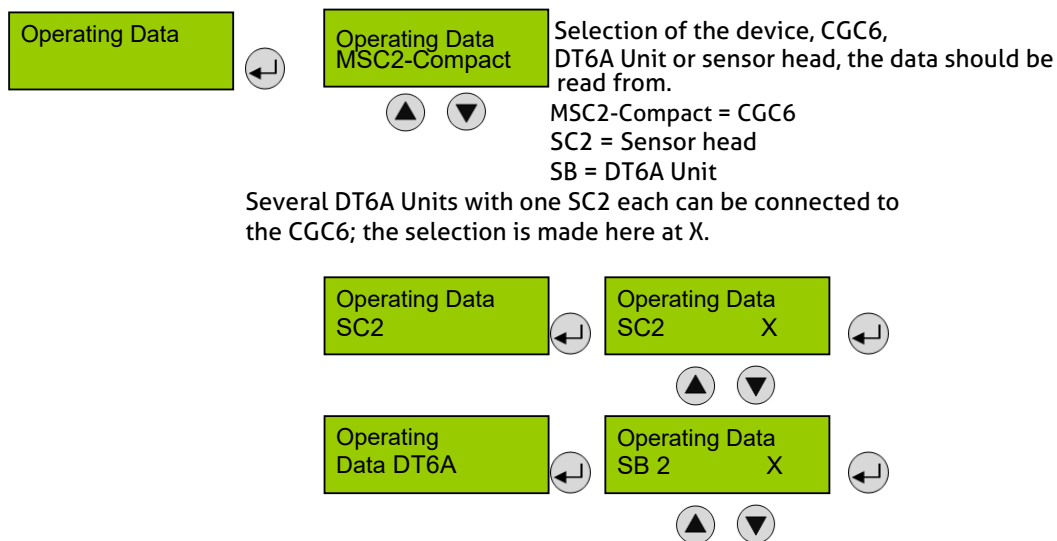 Operating Data
Operating Data
MSC2-Compact
Selection of the device, CGC6,
DT6A Unit or sensor head, the data should be
read from.
MSC2-Compact = CGC6
SC2 = Sensor head
SB = DT6A Unit
Several DT6A Units with one SC2 each can be connected to
the CGC6; the selection is made here at X.
Operating Data
SC2
Operating Data
SC2 X
Operating
Data DT6A
Operating Data
SB 2 X